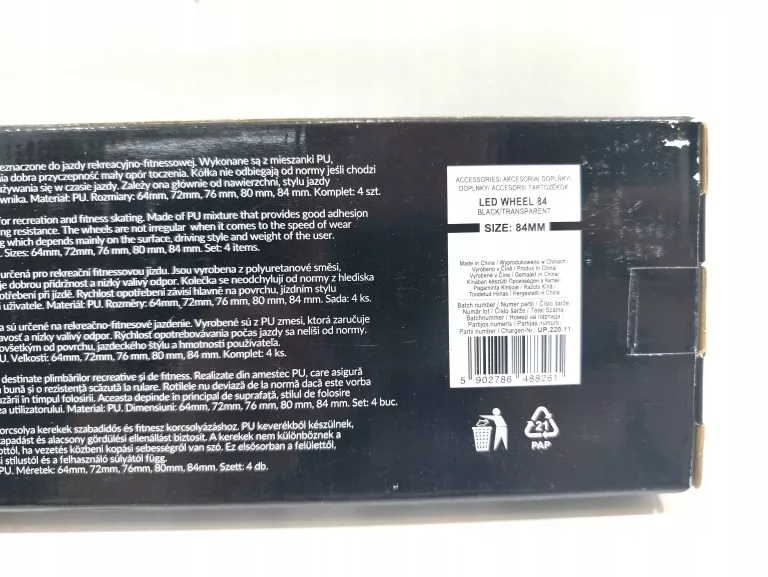 eznaczone do jazdy rekreacyjno-fitnessowej. Wykonane są z mieszanki PU,
ia dobra przyczepność mały opór toczenia. Kółka nie odbiegają od normy jeśli chodzi
używania się w czasie jazdy. Zależy ona głównie od nawierzchni, stylu jazdy
wnika. Materiał: PU. Rozmiary: 64mm, 72mm, 76 mm, 80 mm, 84 mm. Komplet: 4 szt.
for recreation and fitness skating. Made of PU mixture that provides good adhesion
ng resistance. The wheels are not irregular when it comes to the speed of wear
g which depends mainly on the surface, driving style and weight of the user.
. Sizes: 64mm, 72mm, 76 mm, 80 mm, 84 mm. Set: 4 items.
určená pro rekreační fitnessovou jízdu. Jsou vyrobena z polyuretanové směsi,
je dobrou přídržnost a nízký valivý odpor. Kolečka se neodchylují od normy z hlediska
otřebení při jízdě. Rychlost opotřebení závisí hlavně na povrchu, jízdním stylu
uživatele. Materiál: PU. Rozměry: 64mm, 72mm, 76 mm, 80 mm, 84 mm. Sada: 4 ks.
a sú určené na rekreačno-fitnesové jazdenie. Vyrobené sú z PU zmesi, ktorá zaručuje
avosť a nízky valivý odpor. Rýchlosť opotrebovávania počas jazdy sa nelíši od normy.
ovšetkým od povrchu, jazdeckého štýlu a hmotnosti používateľa.
U. Veľkosti: 64mm, 72mm, 76 mm, 80 mm, 84 mm. Komplet: 4 ks.
destinate plimbărilor recreative și de fitness. Realizate din amestec PU, care asigură
bună și o rezistență scăzută la rulare. Rotilele nu deviază de la normă dacă este vorba
uzării in timpul folosirii. Aceasta depinde în principal de suprafață, stilul de folosire
ea utilizatorului. Material: PU. Dimensiuni: 64mm, 72mm, 76 mm, 80 mm, 84 mm. Set: 4 buc.
orcsolya kerekek szabadidős és fitnesz korcsolyázáshoz. PU keverékből készülnek,
apadást és alacsony gördülési ellenállást biztosít. A kerekek nem különböznek a
ottól, ha vezetés közbeni kopási sebességről van szó. Ez elsősorban a felülettől,
i stílustól és a felhasználó súlyától függ.
PU. Méretek: 64mm, 72mm, 76mm, 80mm, 84mm. Szett: 4 db.
ACCESSORIES/ AKCESORIA/ DOPLŇKY/
DOPLNKY/ ACCESORII/ TARTOZÉKOK
LED WHEEL 84
BLACK/TRANSPARENT
SIZE: 84MM
Made in China / Wyprodukowano w Chinach
Vyrobeno v Číně / Produs in China/
Vyrobené v Číne / Gemaakt in China/
Kínában készült/ Произведен в Китае/
Pagaminta Kinijoje / Ražots Ķīnā /
Toodetud Hiinas / Hergestellt in China/
Batch number / Numer partii / Číslo šarže /
Număr lot / Číslo šarže / Tétel Száma /
Batchnummer / Номер на партида /
Partijos numeris / Partijas numurs /
Partii number / Chargen-Nr.: UP 220.11
5 902786 488261
21
PAP